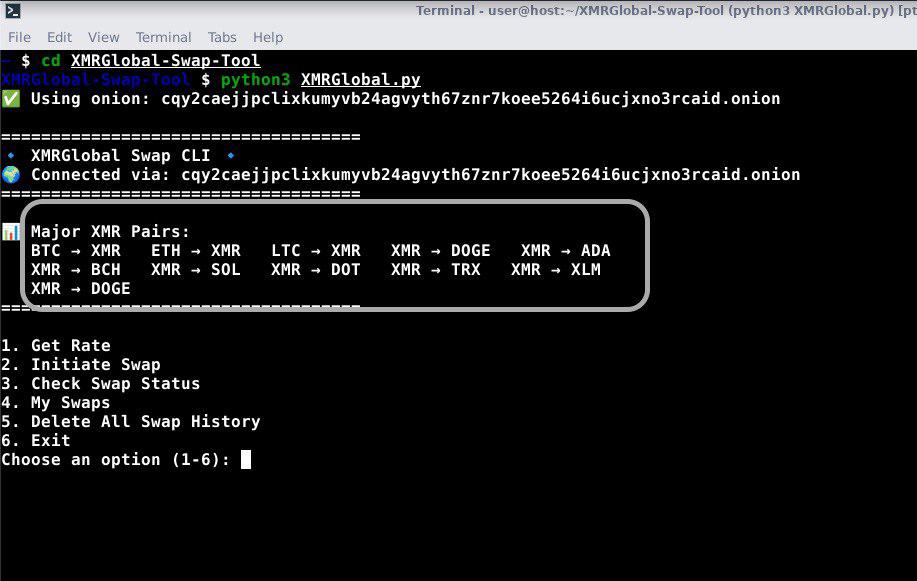 Terminal - user@host:~/XMRGlobal-Swap-Tool (python3 XMRGlobal.py) [pt
File Edit View Terminal Tabs Help
~ $ cd XMRGlobal-Swap-Tool
XMRGlobal-Swap-Tool $ python3 XMRGlobal.py
✅ Using onion: cqy2caejjpclixkumyvb24agvyth67znr7koee5264i6ucjxno3rcaid.onion
====================================
🔹 XMRGlobal Swap CLI 🔹
🌍 Connected via: cqy2caejjpclixkumyvb24agvyth67znr7koee5264i6ucjxno3rcaid.onion
====================================
📊 Major XMR Pairs:
BTC → XMR ETH → XMR LTC → XMR XMR → DOGE XMR → ADA
XMR → BCH XMR → SOL XMR → DOT XMR → TRX XMR → XLM
XMR → DOGE
====================================
1. Get Rate
2. Initiate Swap
3. Check Swap Status
4. My Swaps
5. Delete All Swap History
6. Exit
Choose an option (1-6):